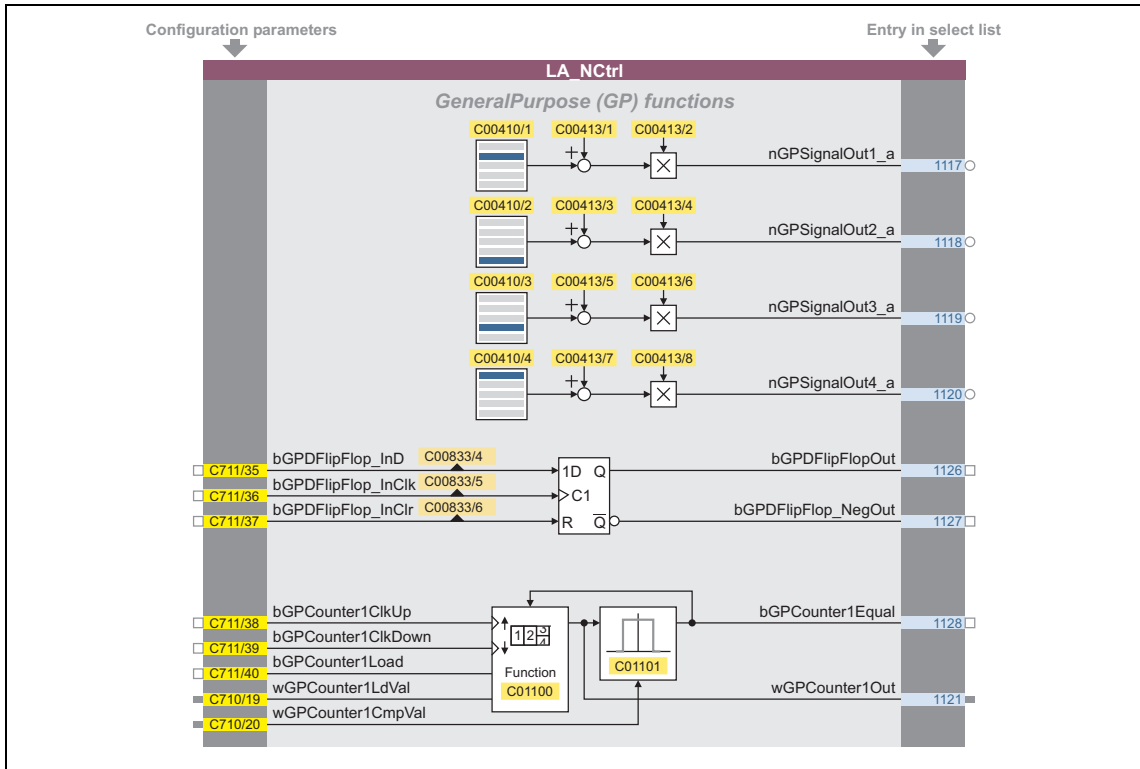 Configuration parameters
Entry in select list
LA_NCtrl
GeneralPurpose (GP) functions
C00410/1 C00413/1 C00413/2
+
nGPSignalOut1_a
1117
C00410/2 C00413/3 C00413/4
+
nGPSignalOut2_a
1118
C00410/3 C00413/5 C00413/6
+
nGPSignalOut3_a
1119
C00410/4 C00413/7 C00413/8
+
nGPSignalOut4_a
1120
C711/35 bGPDFlipFlop_InD C00833/4
C711/36 bGPDFlipFlop_InClk C00833/5
C711/37 bGPDFlipFlop_InClr C00833/6
1D Q
C1
R Q
bGPDFlipFlopOut 1126
bGPDFlipFlop_NegOut 1127
C711/38 bGPCounter1ClkUp
C711/39 bGPCounter1ClkDown
C711/40 bGPCounter1Load
C710/19 wGPCounter1LdVal
C710/20 wGPCounter1CmpVal
1 2 3 4
Function
C01100
C01101
bGPCounter1Equal 1128
wGPCounter1Out 1121